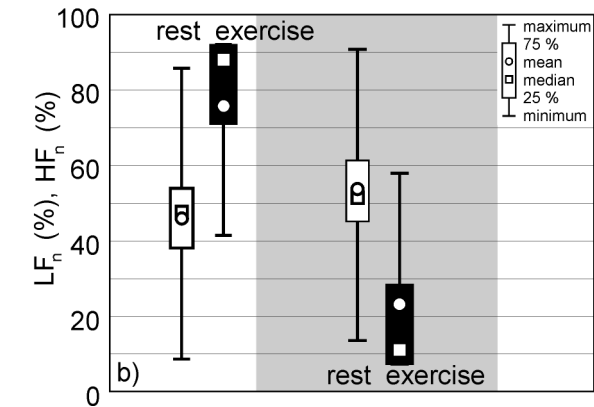 100
80
60
40
20
0
LFn (%), HFn (%)
rest exercise
maximum
75 %
mean
median
25 %
minimum
b)
rest exercise